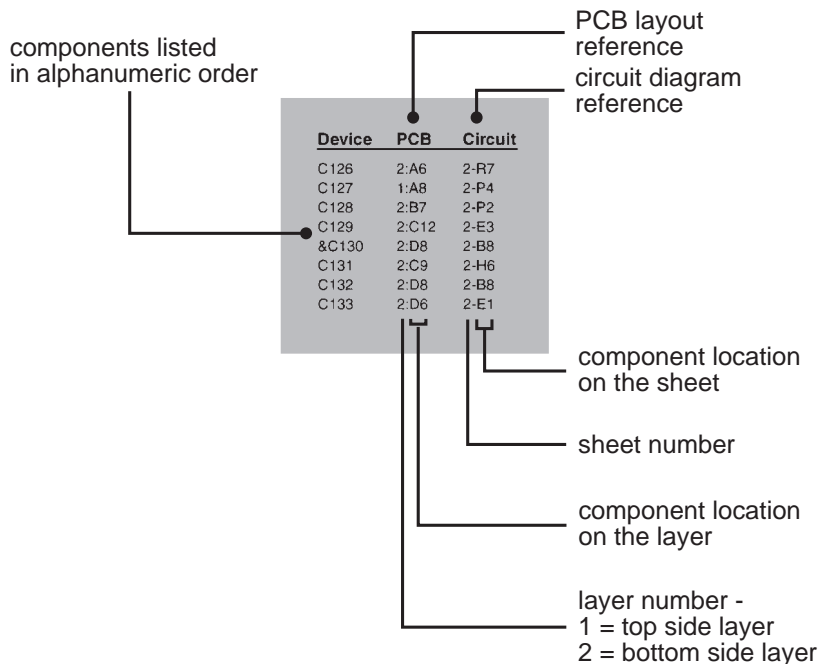 components listed
in alphanumeric order
PCB layout
reference
circuit diagram
reference
Device PCB Circuit
C126 2:A6 2-R7
C127 1:A8 2-P4
C128 2:B7 2-P2
C129 2:C12 2-E3
&C130 2:D8 2-B8
C131 2:C9 2-H6
C132 2:D8 2-B8
C133 2:D6 2-E1
component location
on the sheet
sheet number
component location
on the layer
layer number -
1 = top side layer
2 = bottom side layer